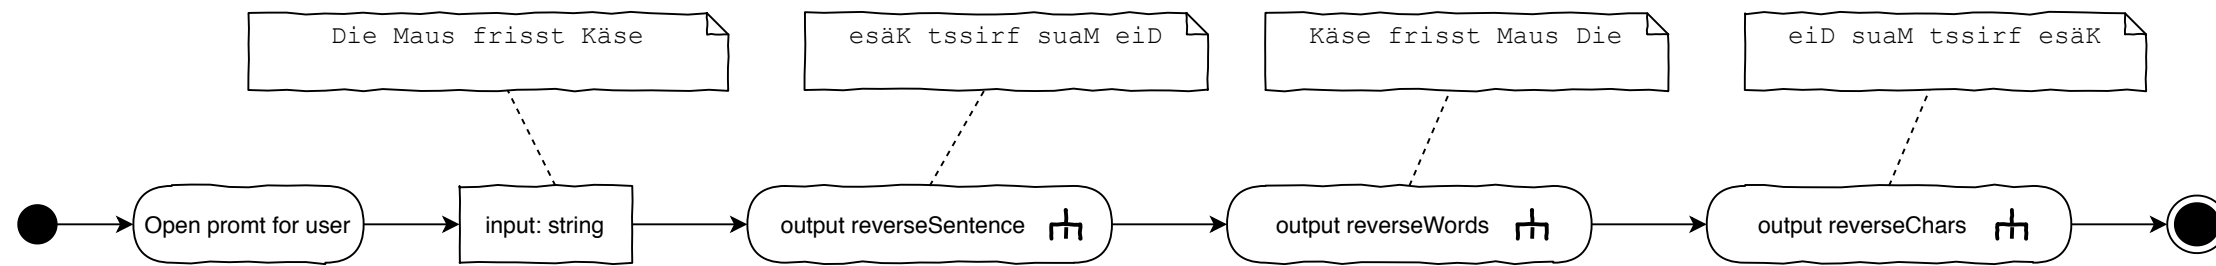 Die Maus frisst Käse
esäK tssirf suaM eiD
Käse frisst Maus Die
eiD suaM tssirf esäK
Open promt for user
input: string
output reverseSentence
output reverseWords
output reverseChars